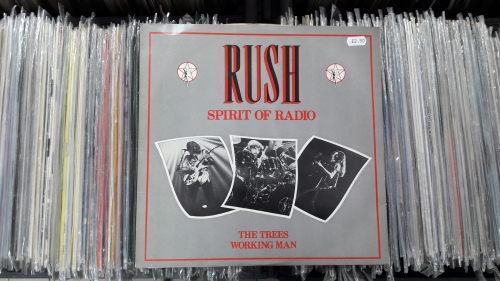 RUSH
SPIRIT OF RADIO
THE TREES
WORKING MAN